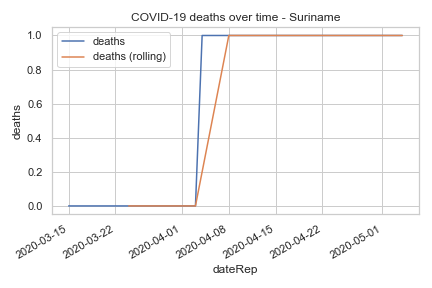 COVID-19 deaths over time - Suriname
deaths
deaths (rolling)
deaths
1.0
0.8
0.6
0.4
0.2
0.0
2020-03-15
2020-03-22
2020-04-01
2020-04-08
2020-04-15
2020-04-22
2020-05-01
dateRep